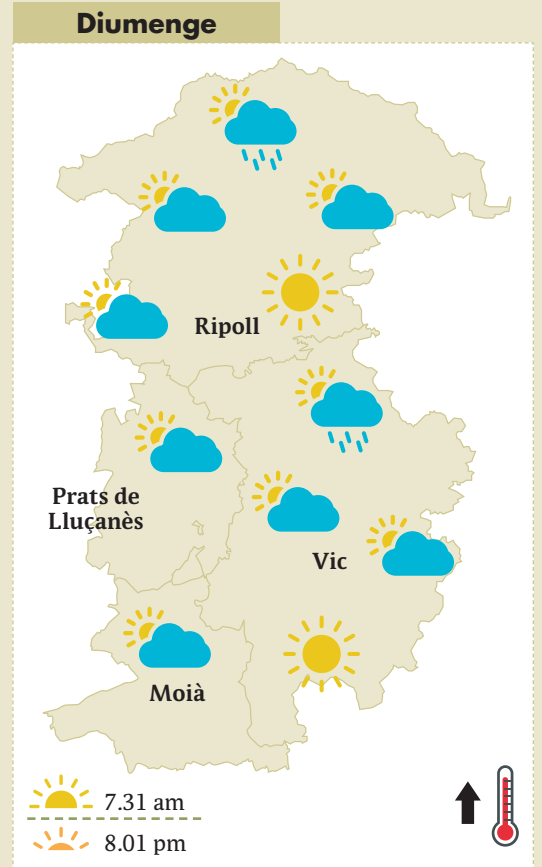 Diumenge
Ripoll
Prats de
Lluçanès
Vic
Moià
7.31 am
8.01 pm